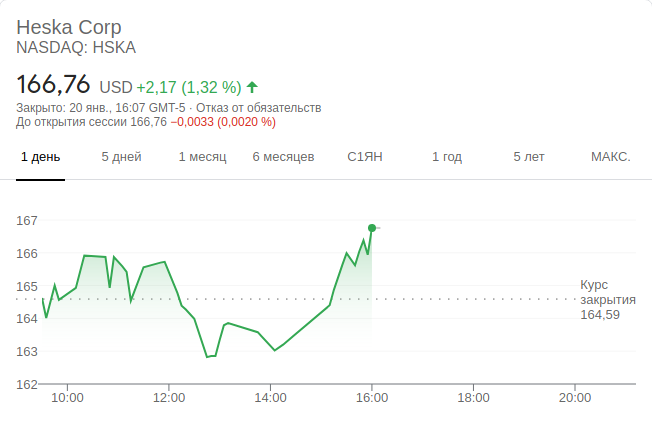 Heska Corp
NASDAQ: HSKA
166,76 USD +2,17 (1,32 %)
Закрыто: 20 янв., 16:07 GMT-5 · Отказ от обязательств
До открытия сессии 166,76 −0,0033 (0,0020 %)
1 день 5 дней 1 месяц 6 месяцев С1ЯН 1 год 5 лет МАКС.
167
166
165
164
163
162
Курс
закрытия
164,59
10:00 12:00 14:00 16:00 18:00 20:00